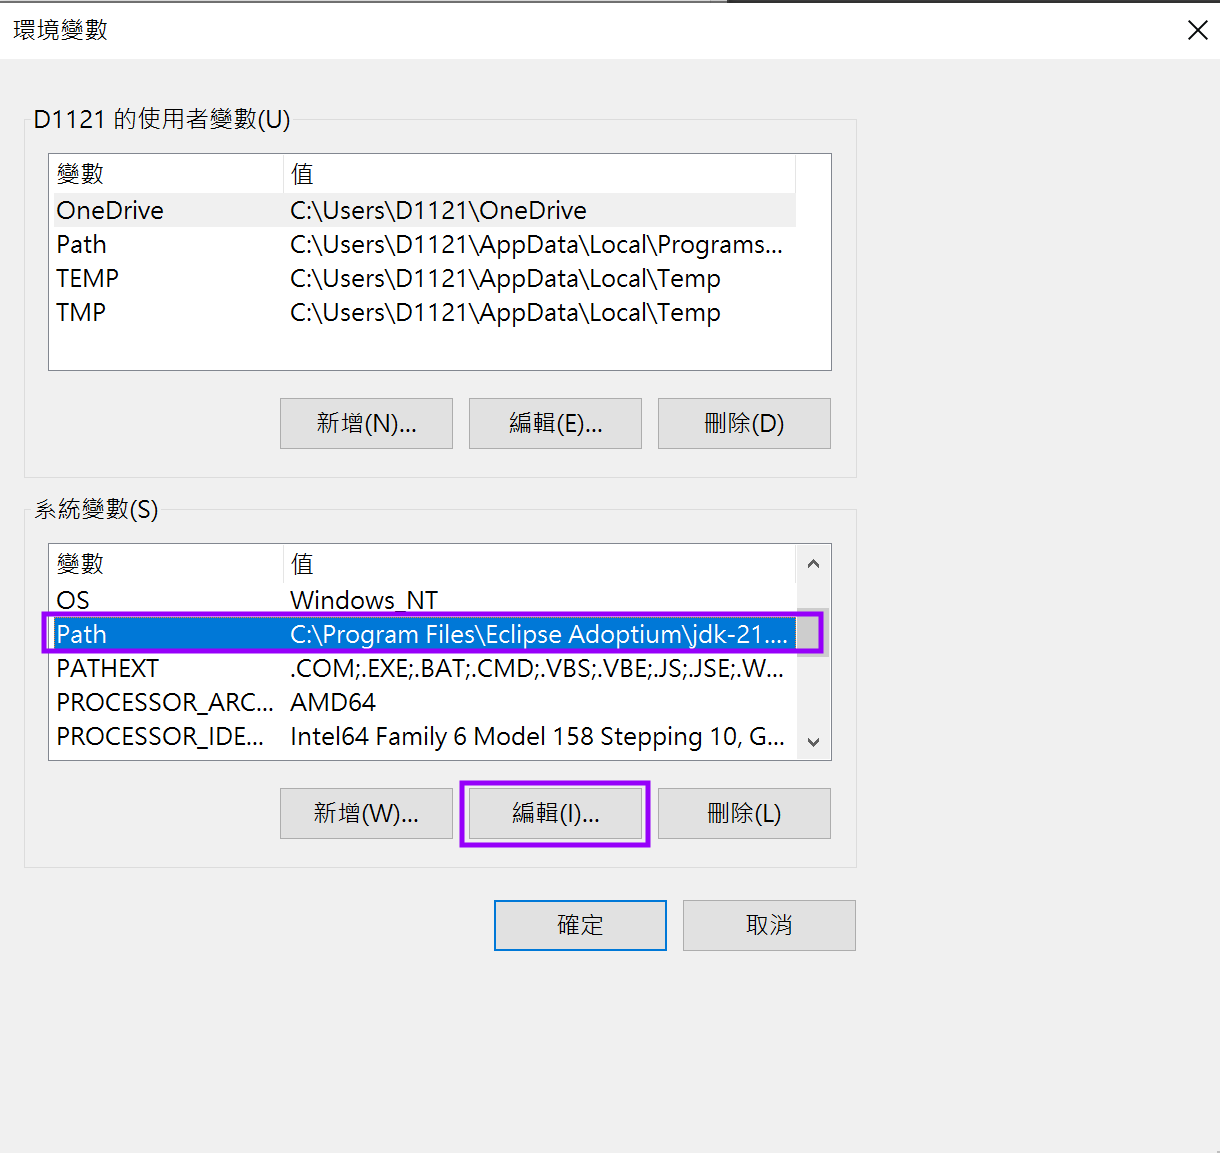 環境變數
D1121 的使用者變數(U)
變數 值
OneDrive C:\Users\D1121\OneDrive
Path C:\Users\D1121\AppData\Local\Programs...
TEMP C:\Users\D1121\AppData\Local\Temp
TMP C:\Users\D1121\AppData\Local\Temp
新增(N)... 編輯(E)... 刪除(D)
系統變數(S)
變數 值
OS Windows_NT
Path C:\Program Files\Eclipse Adoptium\jdk-21....
PATHEXT .COM;.EXE;.BAT;.CMD;.VBS;.VBE;.JS;.JSE;.W...
PROCESSOR_ARC... AMD64
PROCESSOR_IDE... Intel64 Family 6 Model 158 Stepping 10, G...
新增(W)... 編輯(I)... 刪除(L)
確定 取消